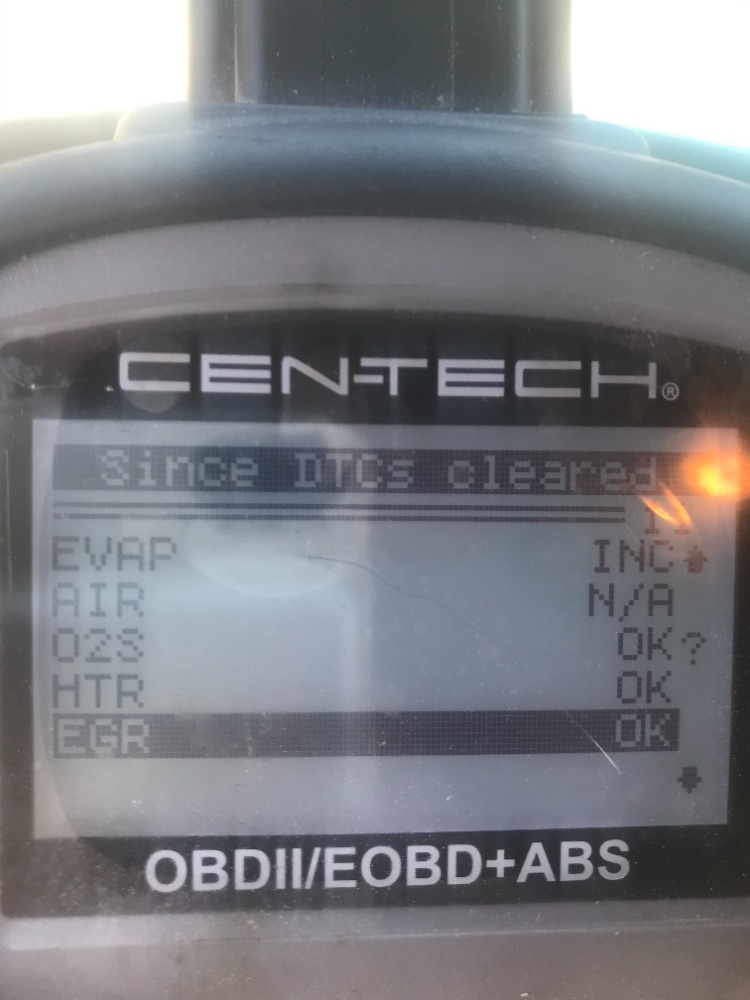 CEN-TECH®
Since DTCs cleared
EVAP INC
AIR N/A
O2S OK ?
HTR OK
EGR OK
OBDII/EOBD+ABS